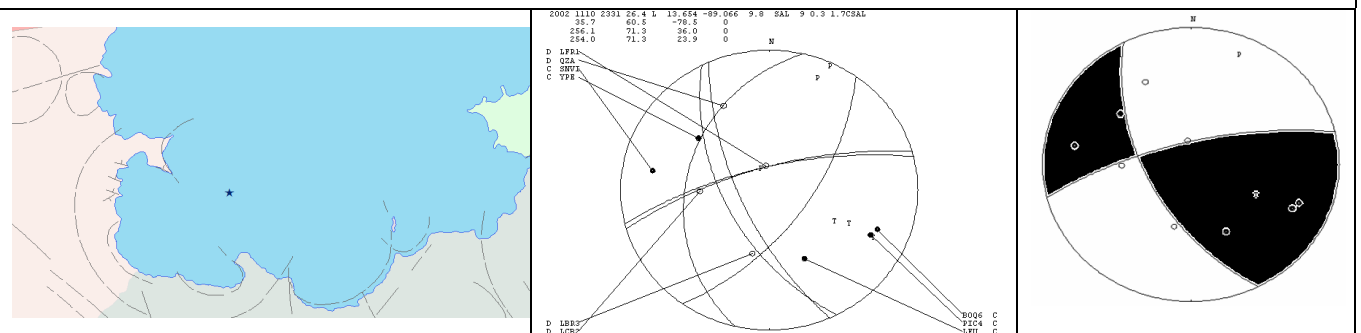 2002 1110 2331 26.4 L 13.654 -89.066 9.8 SAL 9 0.3 1.7CSAL
35.7 60.5 -78.5 0
256.1 71.3 36.0 0
254.0 71.3 23.9 0
N
D LFR1
D QZA
C SNVI
C YPE
P
P
P
T T
D LBR3
D LCB2
BOQ6 C
PIC4 C
LFU C
N
P